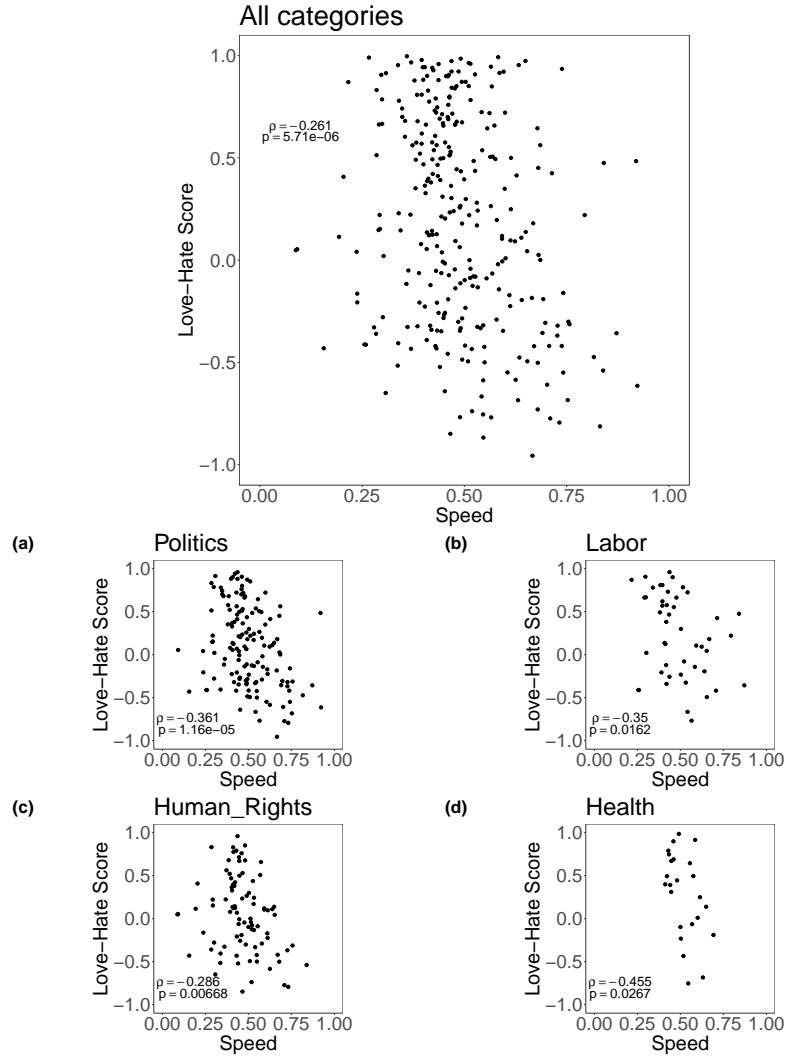 All categories
1.0
0.5
0.0
−0.5
−1.0
Love−Hate Score
ρ = −0.261
p = 5.71e−06
0.00 0.25 0.50 0.75 1.00
Speed
(a)
Politics
1.0
0.5
0.0
−0.5
−1.0
Love−Hate Score
ρ = −0.361
p = 1.16e−05
0.00 0.25 0.50 0.75 1.00
Speed
(b)
Labor
1.0
0.5
0.0
−0.5
−1.0
Love−Hate Score
ρ = −0.35
p = 0.0162
0.00 0.25 0.50 0.75 1.00
Speed
(c)
Human_Rights
1.0
0.5
0.0
−0.5
−1.0
Love−Hate Score
ρ = −0.286
p = 0.00668
0.00 0.25 0.50 0.75 1.00
Speed
(d)
Health
1.0
0.5
0.0
−0.5
−1.0
Love−Hate Score
ρ = −0.455
p = 0.0267
0.00 0.25 0.50 0.75 1.00
Speed